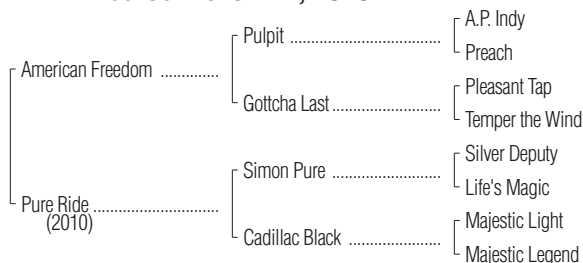 A.P. Indy
Pulpit
Preach
American Freedom
Pleasant Tap
Gottcha Last
Temper the Wind
Silver Deputy
Simon Pure
Life's Magic
Pure Ride
(2010)
Majestic Light
Cadillac Black
Majestic Legend